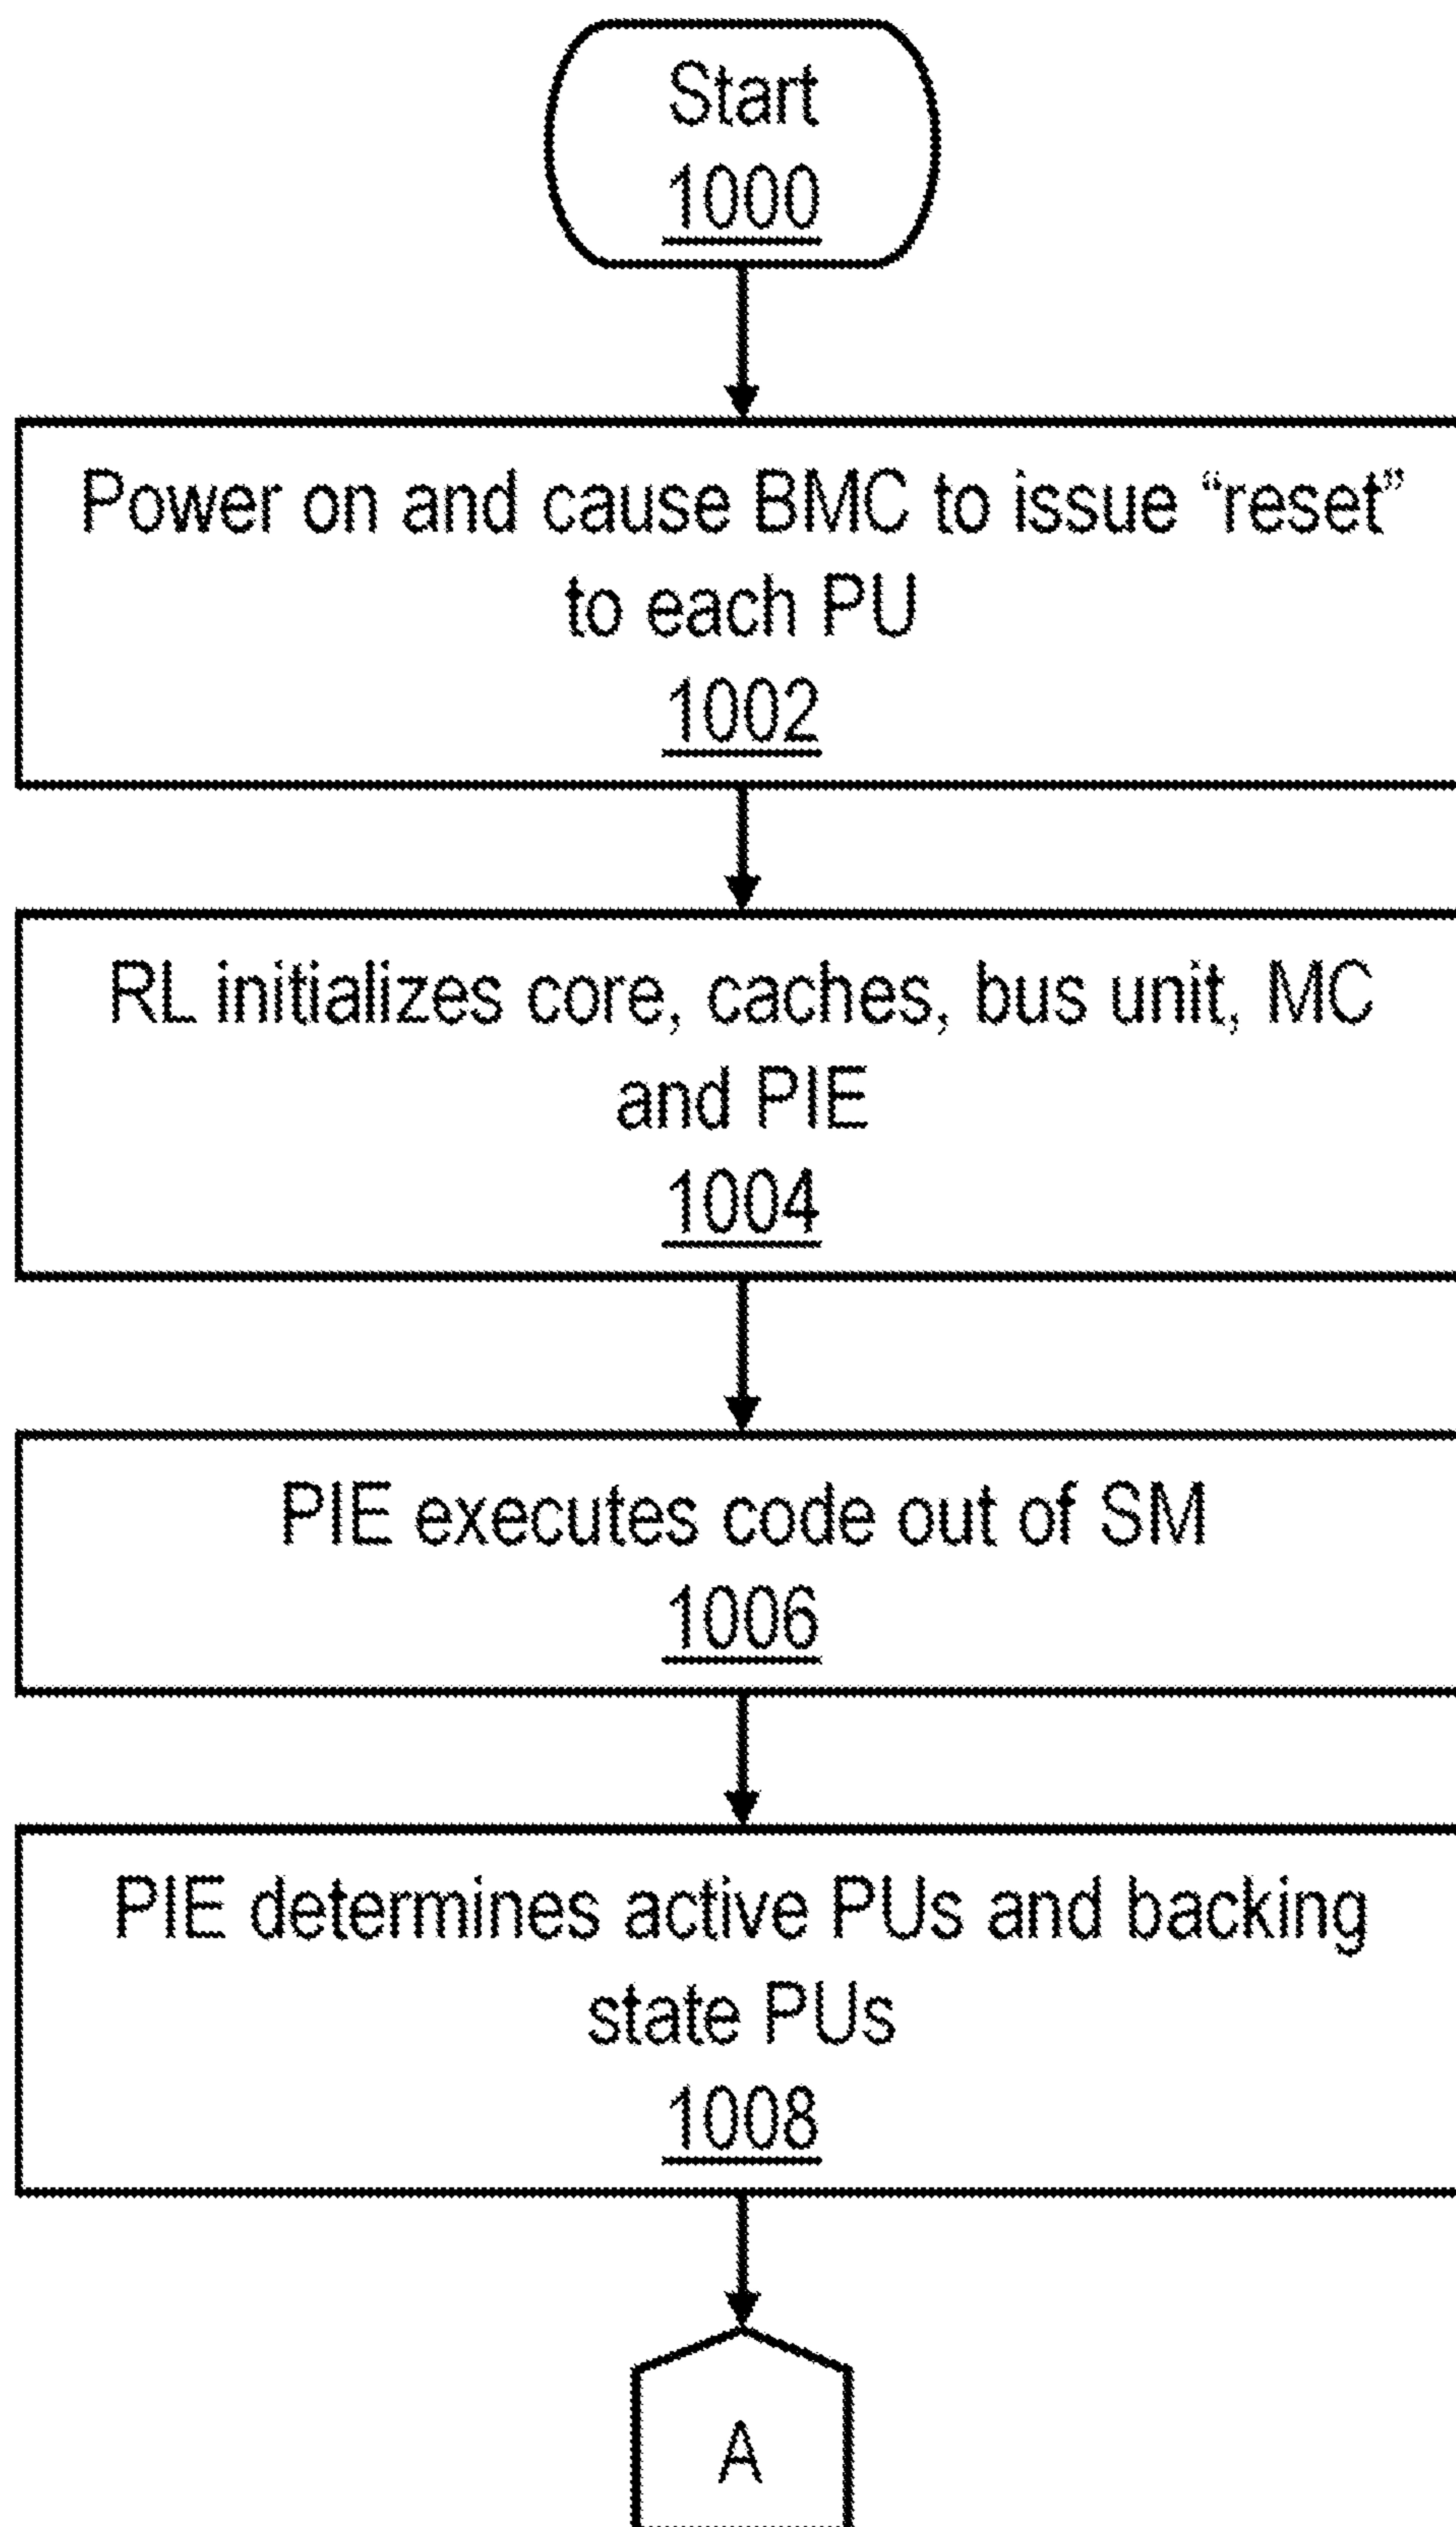 Start
1000
Power on and cause BMC to issue “reset”
to each PU
1002
RL initializes core, caches, bus unit, MC
and PIE
1004
PIE executes code out of SM
1006
PIE determines active PUs and backing
state PUs
1008
A